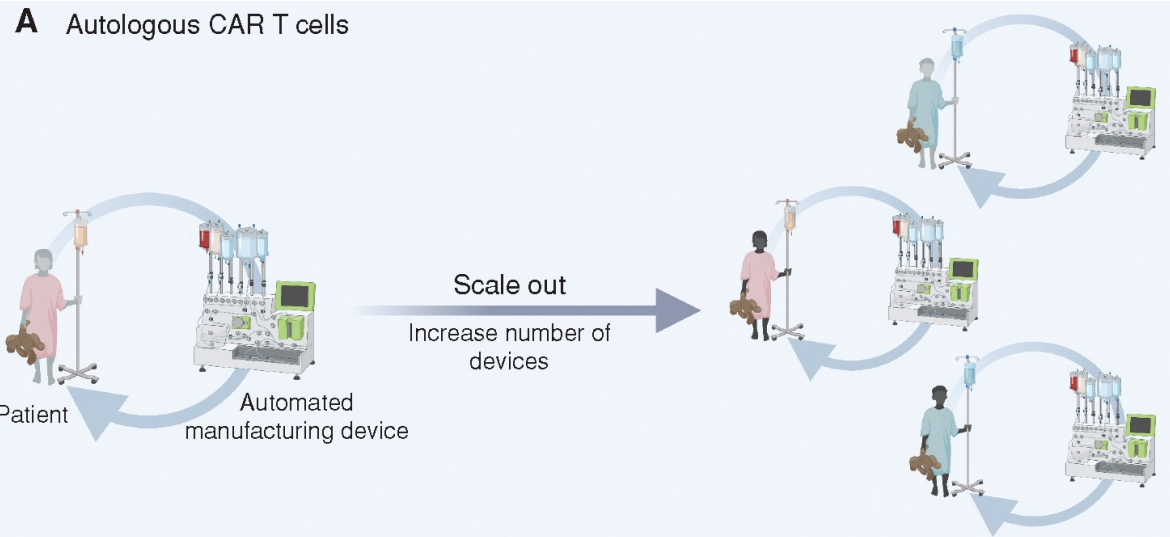 A Autologous CAR T cells
Scale out
Increase number of
devices
Patient
Automated
manufacturing device